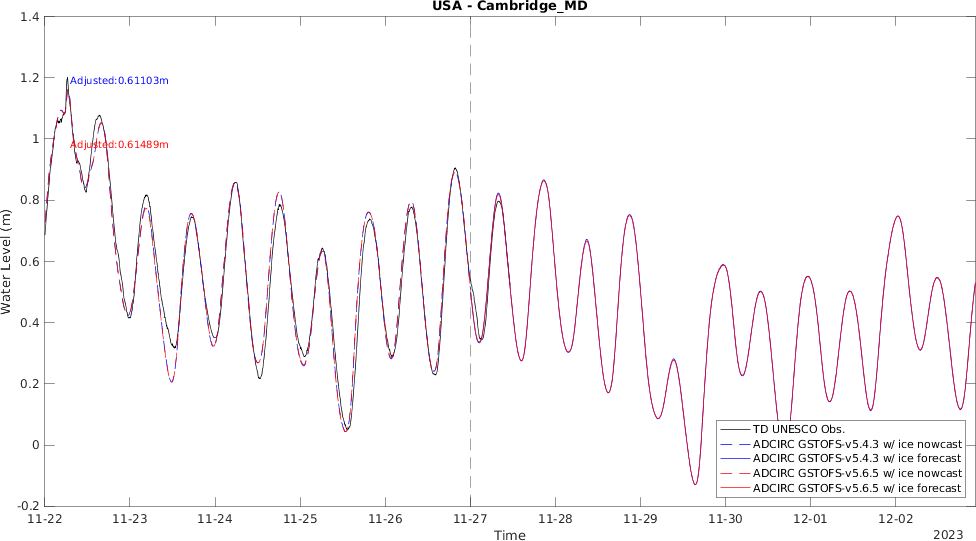 USA - Cambridge_MD
1.4
1.2
1
0.8
0.6
0.4
0.2
0
-0.2
Water Level (m)
Adjusted:0.61103m
Adjusted:0.61489m
TD UNESCO Obs.
ADCIRC GSTOFS-v5.4.3 w/ ice nowcast
ADCIRC GSTOFS-v5.4.3 w/ ice forecast
ADCIRC GSTOFS-v5.6.5 w/ ice nowcast
ADCIRC GSTOFS-v5.6.5 w/ ice forecast
11-22 11-23 11-24 11-25 11-26 11-27 11-28 11-29 11-30 12-01 12-02
Time
2023